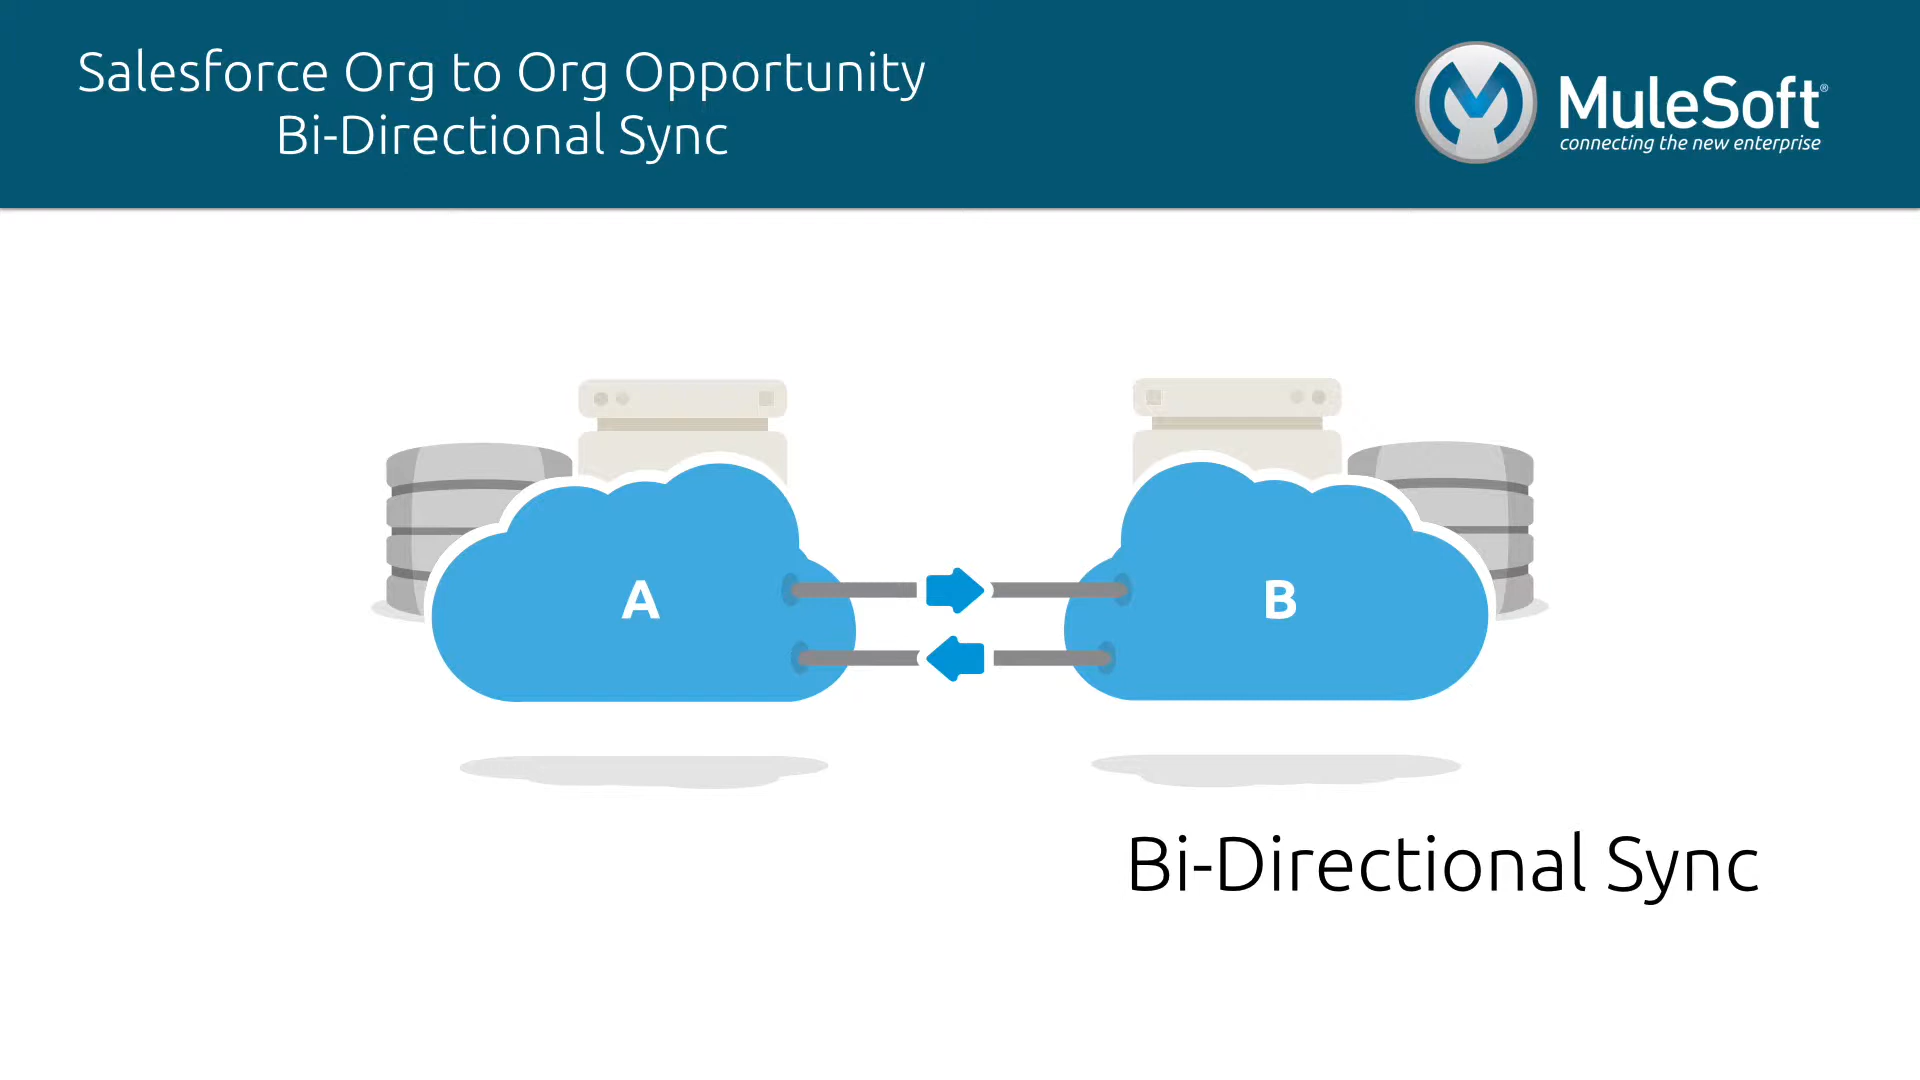 Salesforce Org to Org Opportunity
Bi-Directional Sync
MuleSoft®
connecting the new enterprise
A
B
Bi-Directional Sync